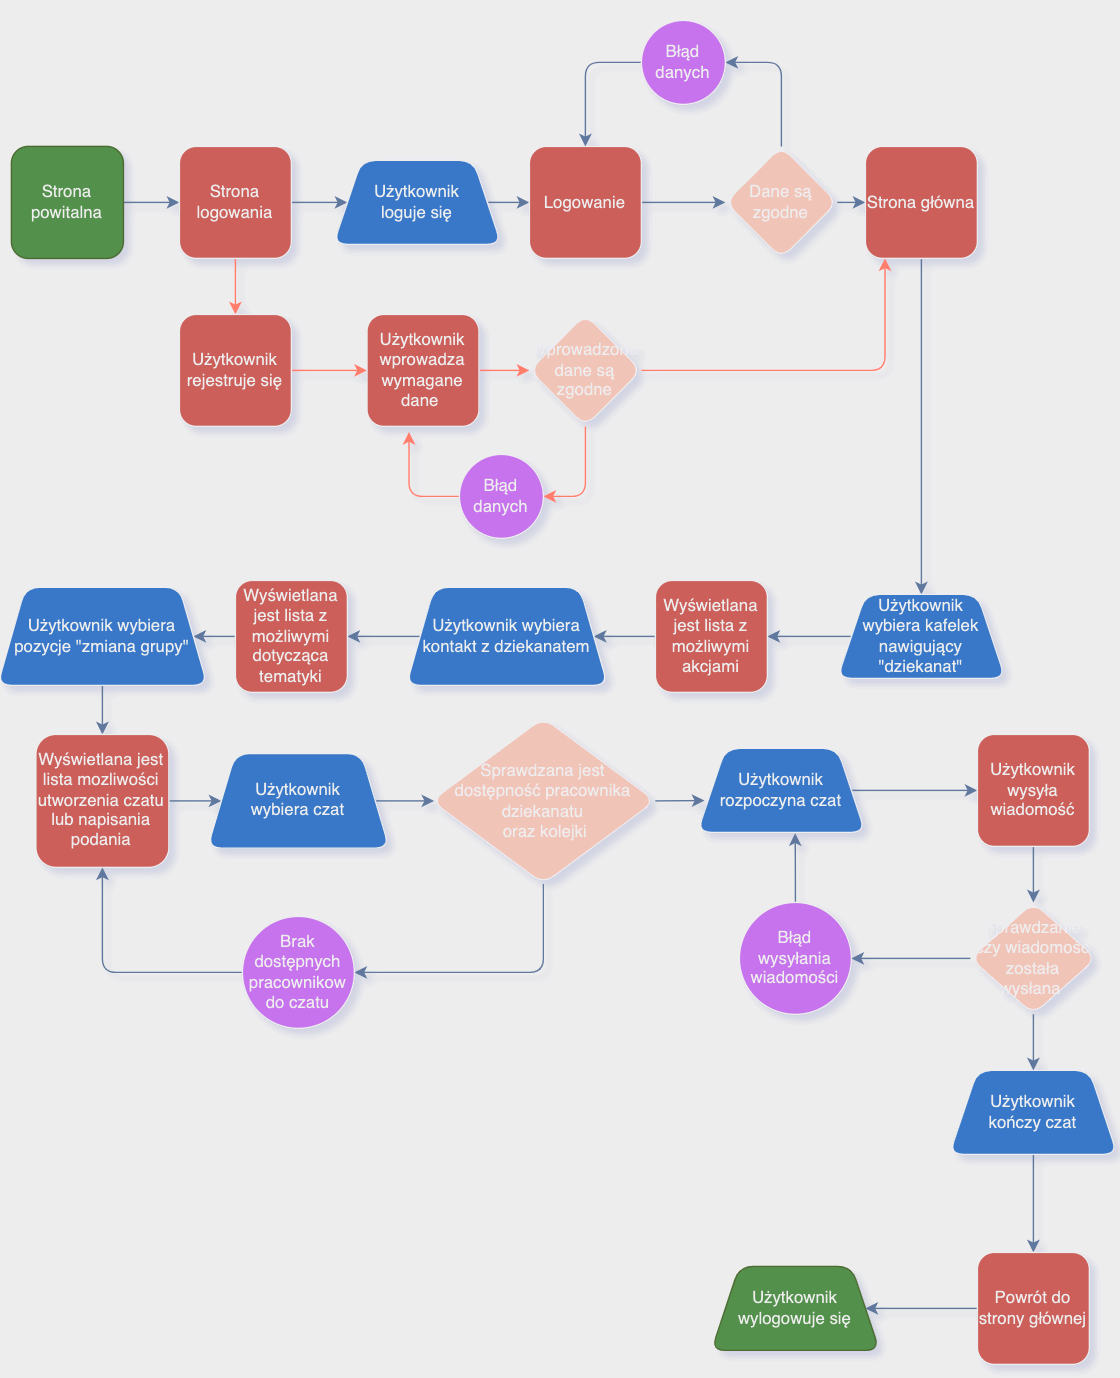 Błąd
danych
Strona
powitalna
Strona
logowania
Użytkownik
loguje się
Logowanie
Dane są
zgodne
Strona główna
Użytkownik
rejestruje się
Użytkownik
wprowadza
wymagane
dane
dane są
zgodne
Błąd
danych
Użytkownik wybiera
pozycje "zmiana grupy"
Wyświetlana
jest lista z
możliwymi
dotycząca
tematyki
Użytkownik wybiera
kontakt z dziekanatem
Wyświetlana
jest lista z
możliwymi
akcjami
Użytkownik
wybiera kafelek
nawigujący
"dziekanat"
Wyświetlana jest
lista mozliwości
utworzenia czatu
lub napisania
podania
Użytkownik
wybiera czat
Sprawdzana jest
dostępność pracownika
dziekanatu
oraz kolejki
Użytkownik
rozpoczyna czat
Użytkownik
wysyła
wiadomość
Brak
dostępnych
pracownikow
do czatu
Błąd
wysyłania
wiadomości
czy wiadomość
została
wysłana
Użytkownik
kończy czat
Użytkownik
wylogowuje się
Powrót do
strony głównej